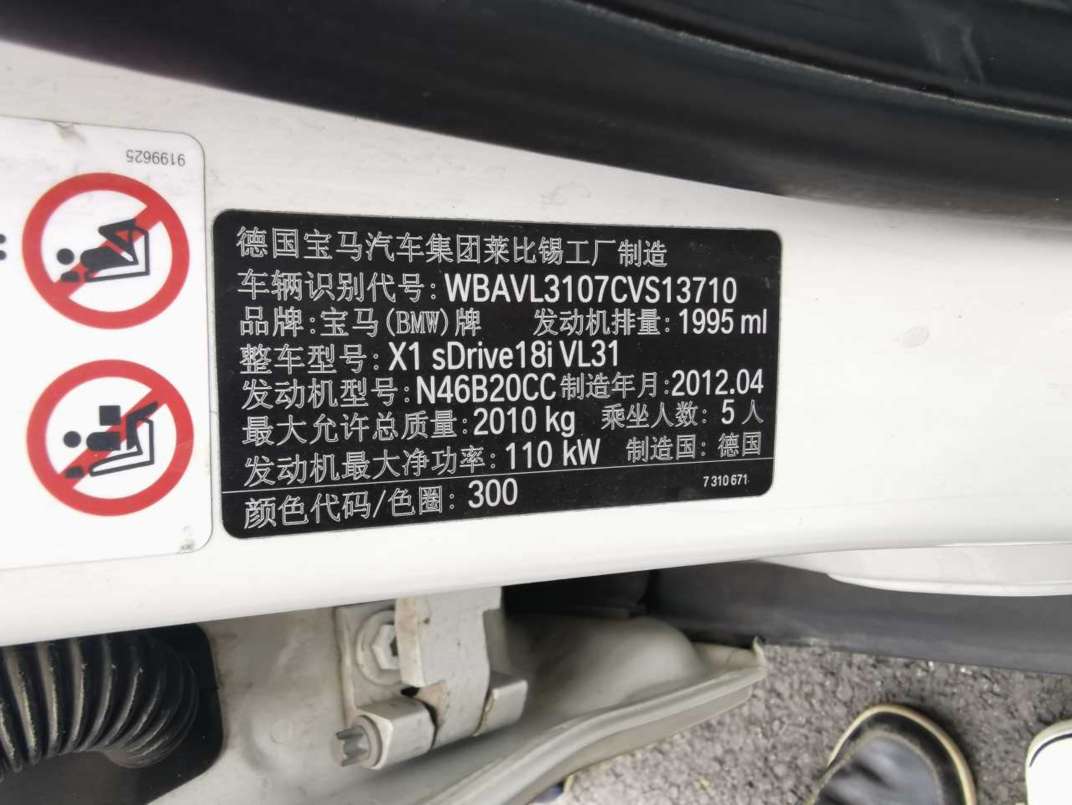 9199625
德国宝马汽车集团莱比锡工厂制造
车辆识别代号: WBAVL3107CVS13710
品牌:宝马(BMW)牌 发动机排量: 1995 ml
整车型号: X1 sDrive18i VL31
发动机型号: N46B20CC 制造年月:2012.04
最大允许总质量: 2010 kg 乘坐人数: 5 人
发动机最大净功率: 110 kW 制造国: 德国
7 310 671
颜色代码/色圈: 300